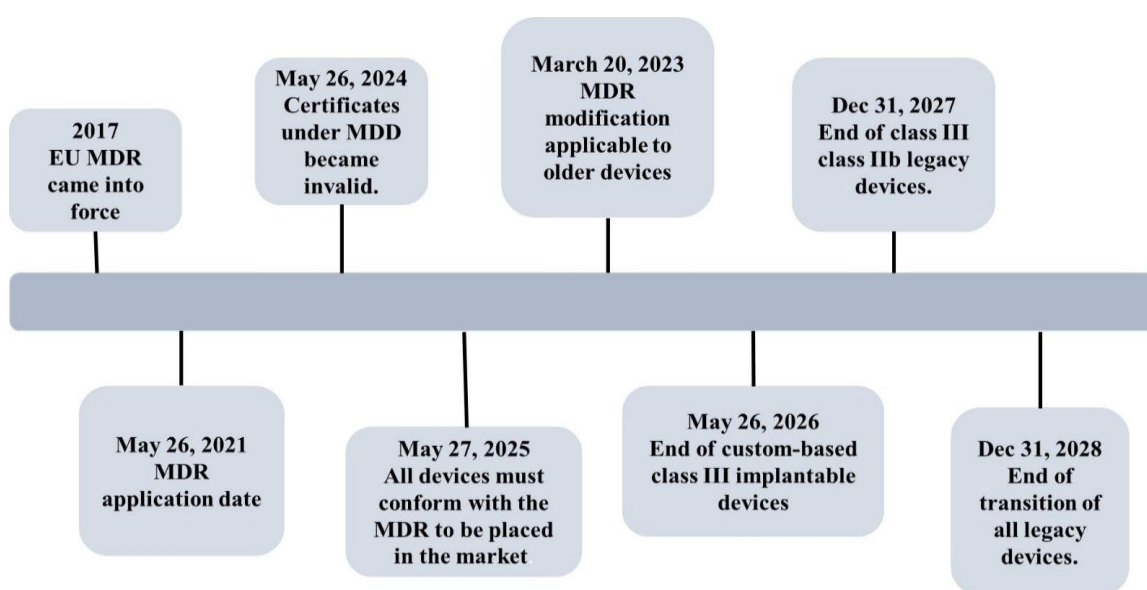 2017
EU MDR
came into
force
May 26, 2024
Certificates
under MDD
became
invalid.
March 20, 2023
MDR
modification
applicable to
older devices
Dec 31, 2027
End of class III
class IIb legacy
devices.
May 26, 2021
MDR
application date
May 27, 2025
All devices must
conform with the
MDR to be placed
in the market
May 26, 2026
End of custom-based
class III implantable
devices
Dec 31, 2028
End of
transition of
all legacy
devices.